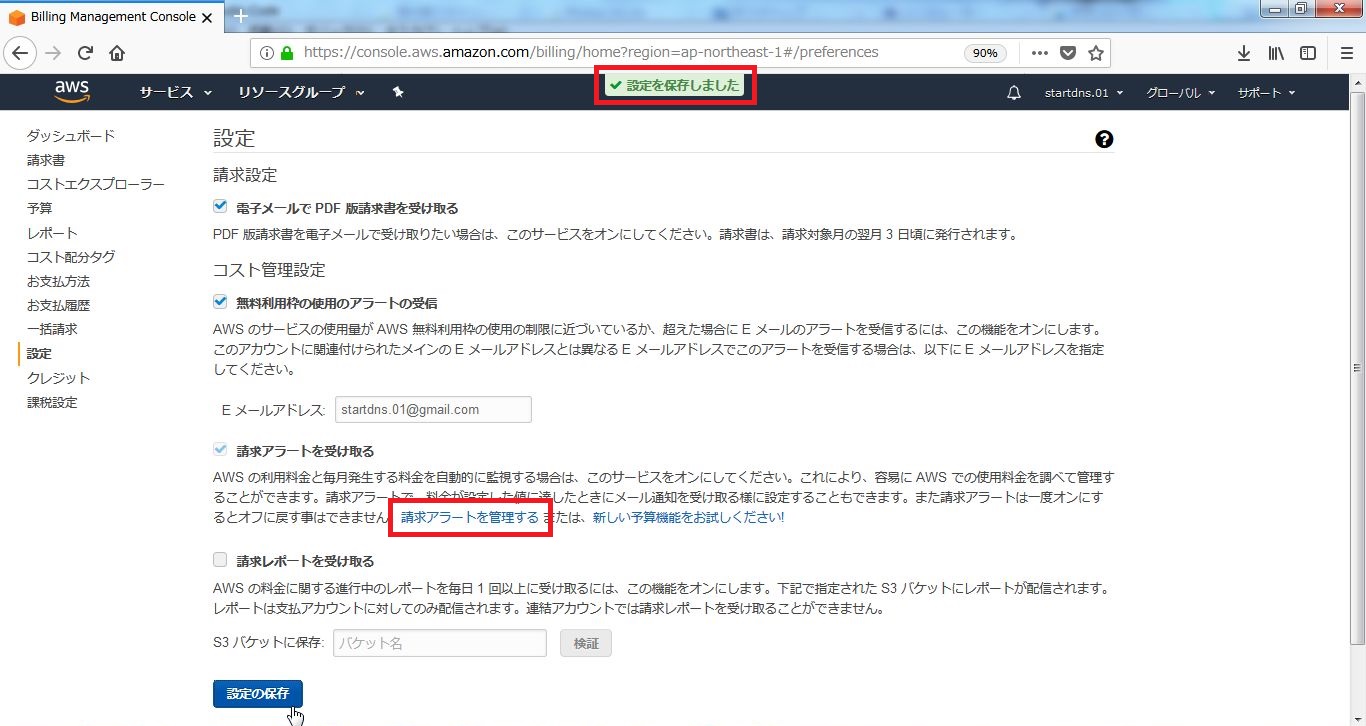 Billing Management Console
https://console.aws.amazon.com/billing/home?region=ap-northeast-1#/preferences
90%
aws
サービス
リソースグループ
設定を保存しました
startdns.01
グローバル
サポート
ダッシュボード
請求書
コストエクスプローラー
予算
レポート
コスト配分タグ
お支払方法
お支払履歴
一括請求
設定
クレジット
課税設定
設定
請求設定
電子メールで PDF 版請求書を受け取る
PDF 版請求書を電子メールで受け取りたい場合は、このサービスをオンにしてください。請求書は、請求対象月の翌月 3 日頃に発行されます。
コスト管理設定
無料利用枠の使用のアラートの受信
AWS のサービスの使用量が AWS 無料利用枠の使用の制限に近づいているか、超えた場合に E メールのアラートを受信するには、この機能をオンにします。
このアカウントに関連付けられたメインの E メールアドレスとは異なる E メールアドレスでこのアラートを受信する場合は、以下に E メールアドレスを指定
してください。
E メールアドレス:
startdns.01@gmail.com
請求アラートを受け取る
AWS の利用料金と毎月発生する料金を自動的に監視する場合は、このサービスをオンにしてください。これにより、容易に AWS での使用料金を調べて管理す
ることができます。請求アラートで、料金が設定した値に達したときにメール通知を受け取る様に設定することもできます。また請求アラートは一度オンにす
るとオフに戻す事はできません 請求アラートを管理する または、新しい予算機能をお試しください!
請求レポートを受け取る
AWS の料金に関する進行中のレポートを毎日 1 回以上に受け取るには、この機能をオンにします。下記で指定された S3 バケットにレポートが配信されます。
レポートは支払アカウントに対してのみ配信されます。連結アカウントでは請求レポートを受け取ることができません。
S3 バケットに保存:
バケット名
検証
設定の保存